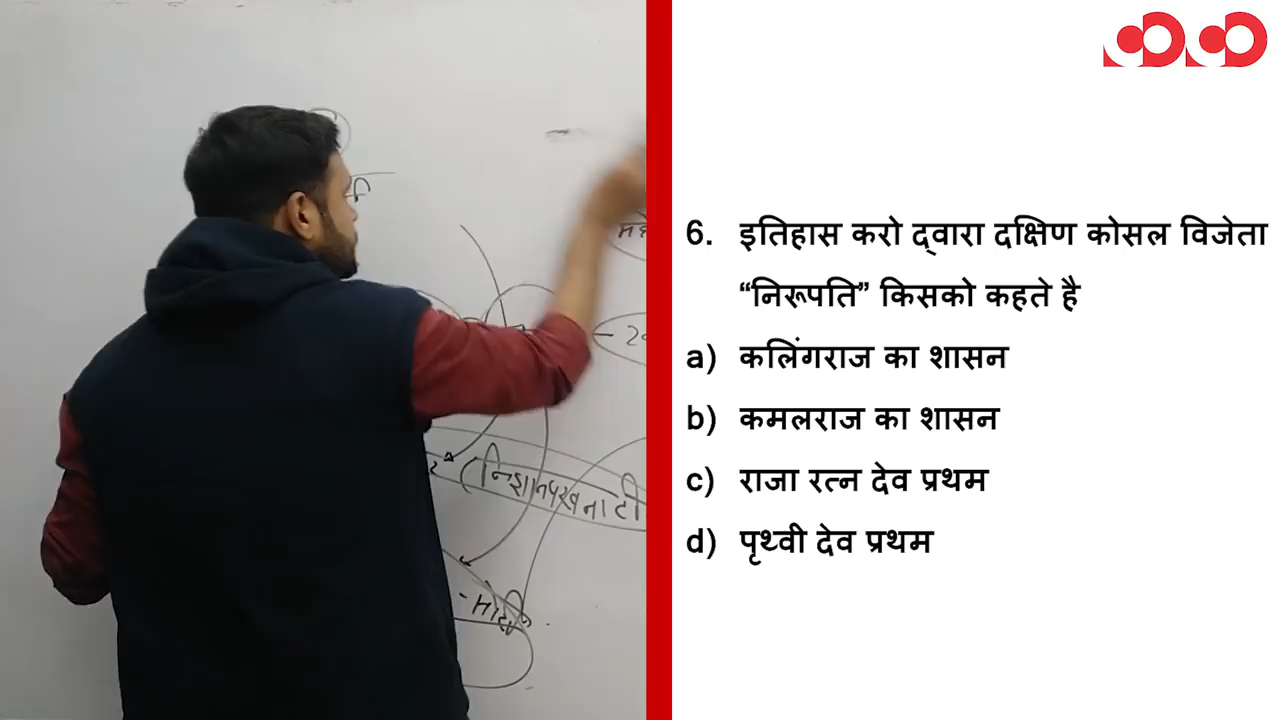 6. इतिहास करो द्वारा दक्षिण कोसल विजेता
“निरूपति” किसको कहते है
a) कलिंगराज का शासन
b) कमलराज का शासन
c) राजा रत्न देव प्रथम
d) पृथ्वी देव प्रथम